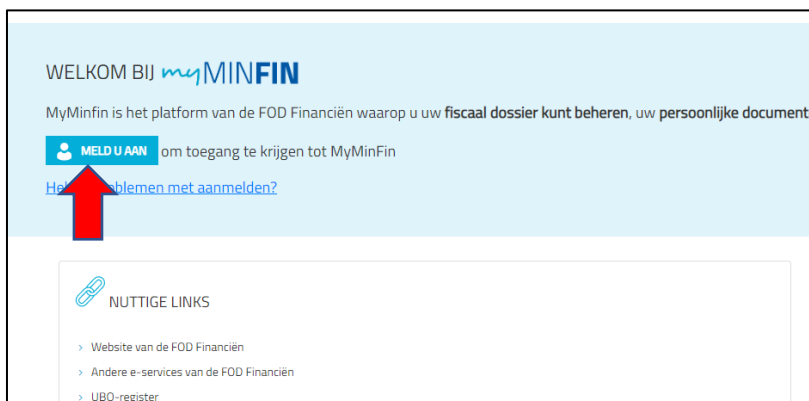 WELKOM BIJ myMINFIN
MyMinfin is het platform van de FOD Financiën waarop u uw fiscaal dossier kunt beheren, uw persoonlijke document
MELD U AAN om toegang te krijgen tot MyMinFin
met aanmelden?
NUTTIGE LINKS
> Website van de FOD Financiën
> Andere e-services van de FOD Financiën
> UBO-register